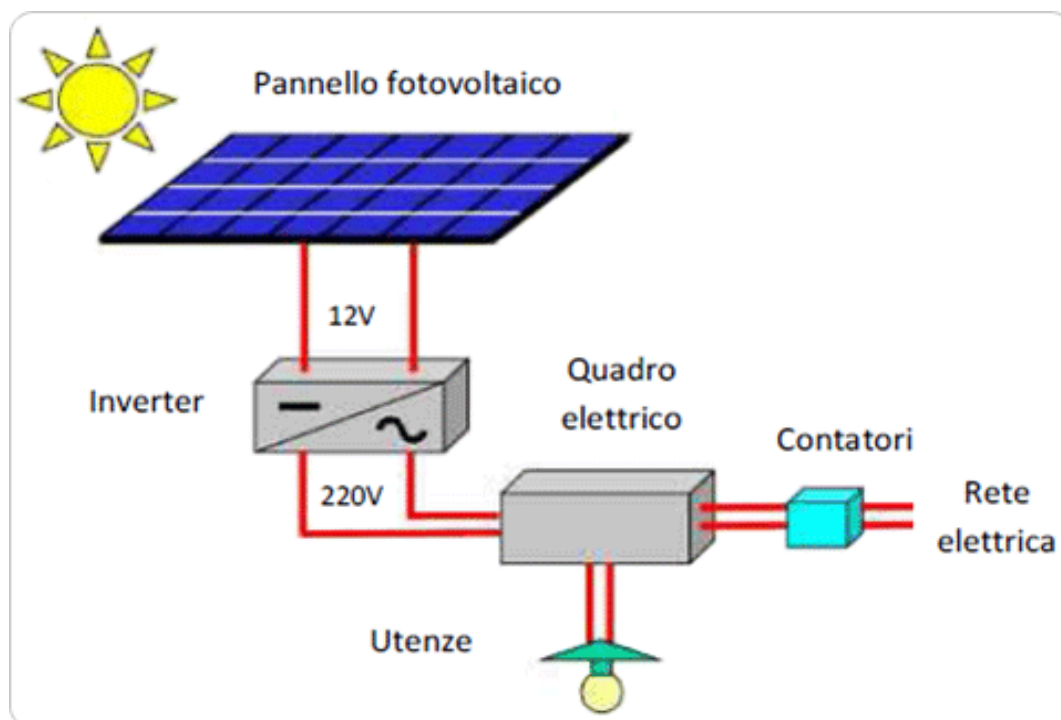 Pannello fotovoltaico
12V
Inverter
Quadro
elettrico
220V
Contatori
Rete
elettrica
Utenze